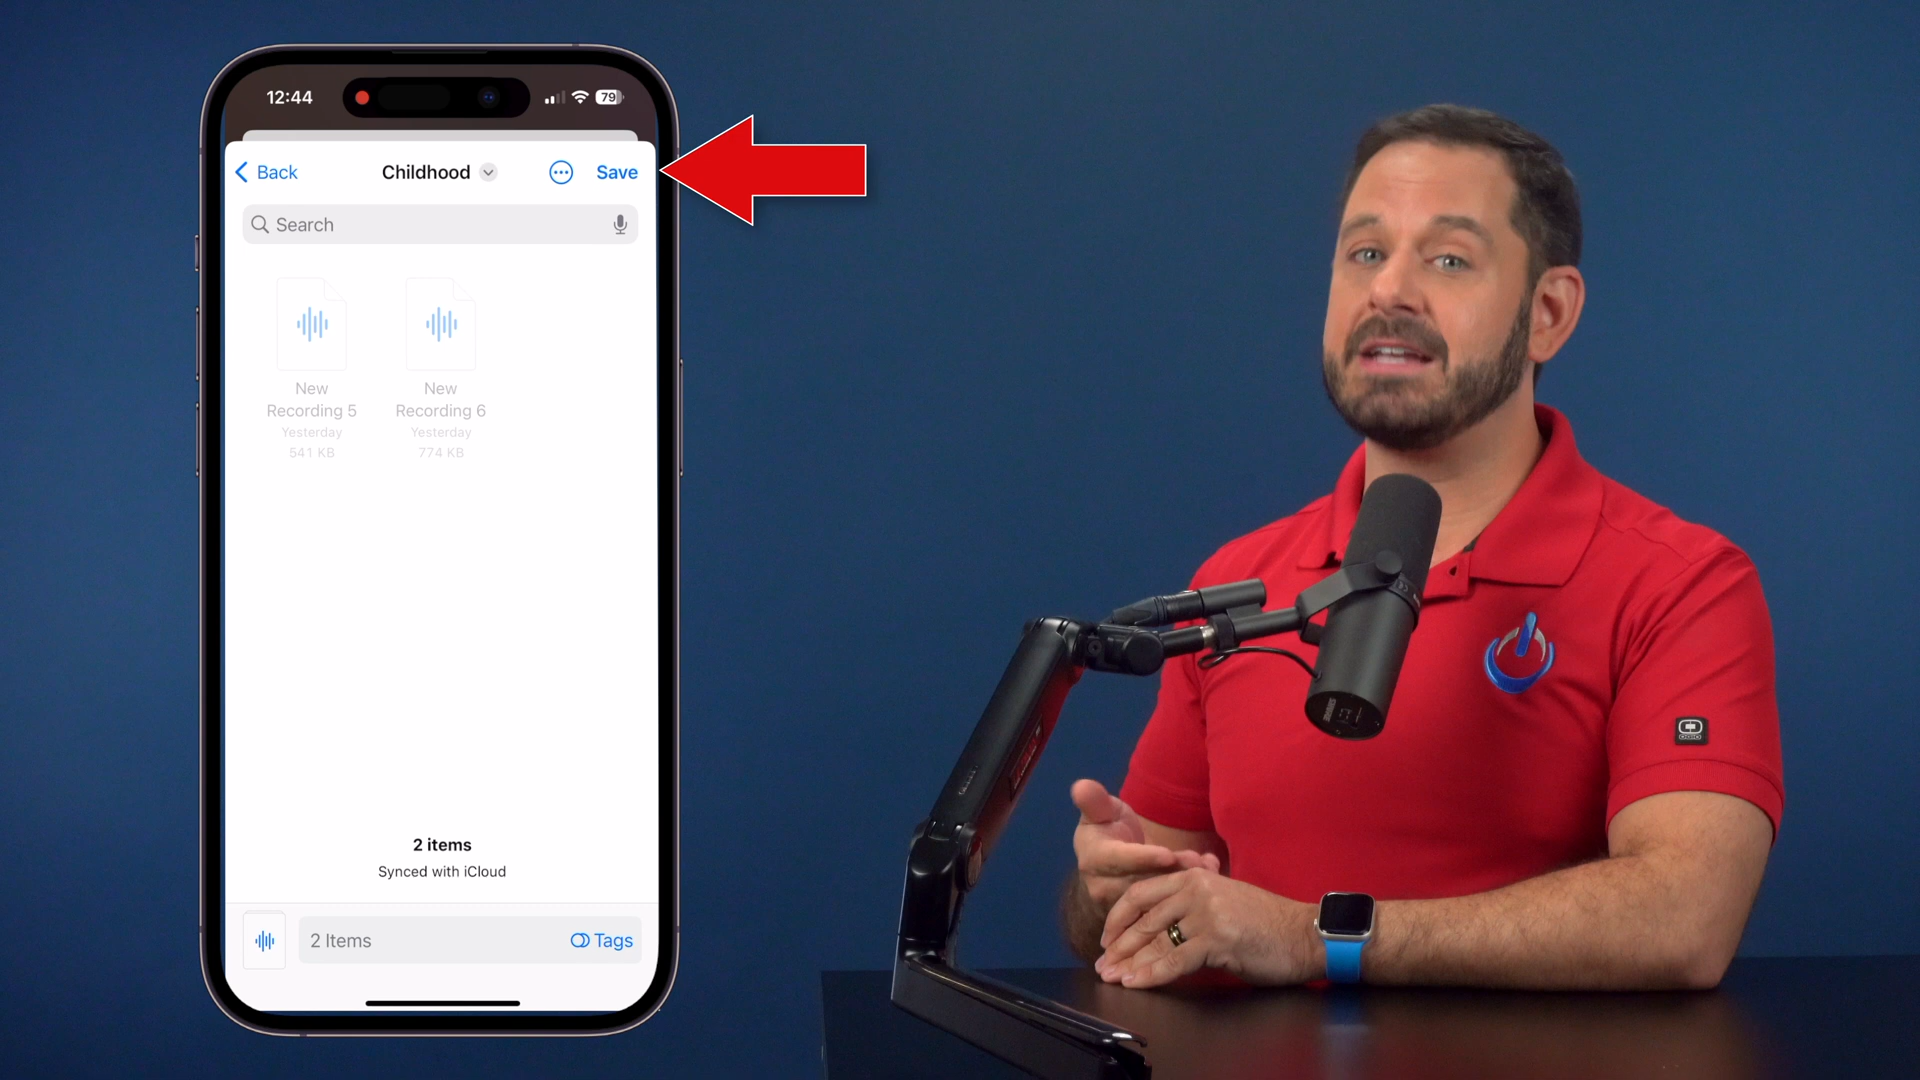 12:44
79
Back
Childhood
Save
Search
New
Recording 5
Yesterday
541 KB
New
Recording 6
Yesterday
774 KB
2 items
Synced with iCloud
2 Items
Tags
SHURE